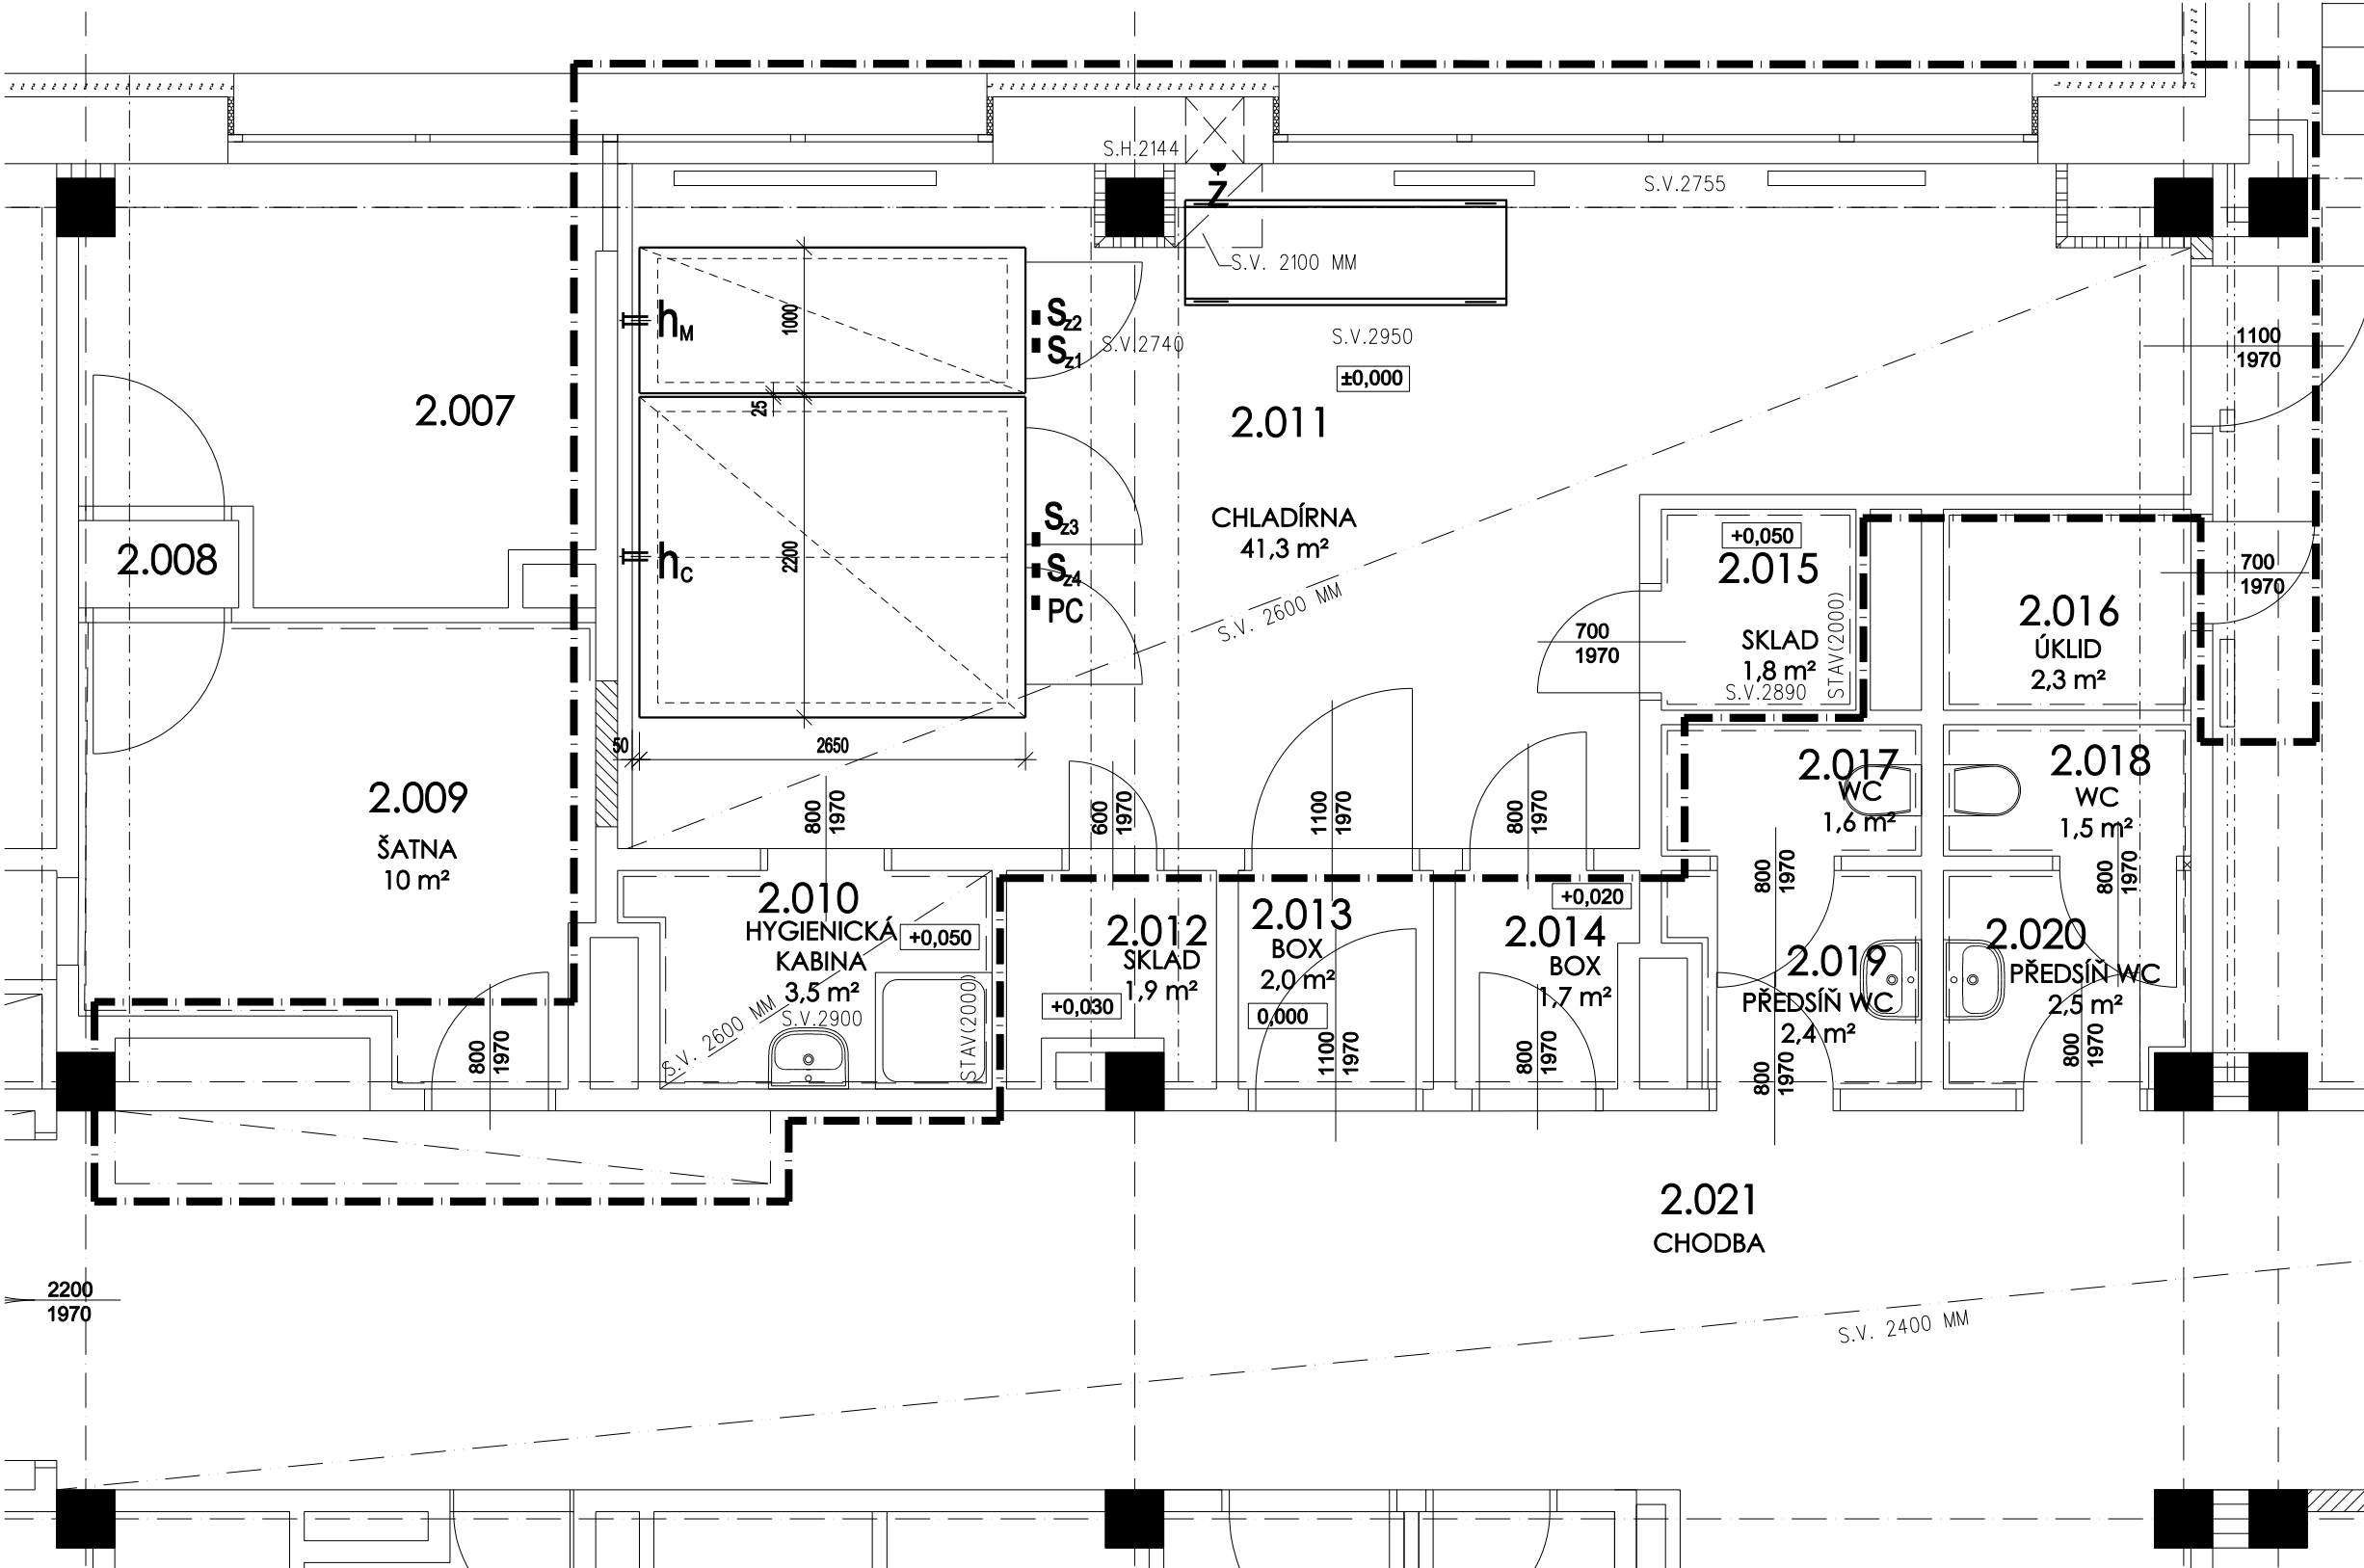 S.H.2144
Z
S.V.2755
S.V. 2100 MM
hM
1000
Sz2
Sz1
S.V.2740
S.V.2950
±0,000
1100
1970
2.007
25
2.011
CHLADÍRNA
41,3 m²
2.008
hC
2200
Sz3
Sz4
PC
S.V. 2600 MM
+0,050
2.015
SKLAD
1,8 m²
S.V.2890
STAV(2000)
700
1970
2.016
ÚKLID
2,3 m²
700
1970
50
2650
2.009
ŠATNA
10 m²
800
1970
600
1970
1100
1970
800
1970
2.017
WC
1,6 m²
2.018
WC
1,5 m²
800
1970
800
1970
2.010
HYGIENICKÁ
KABINA
3,5 m²
S.V.2900
+0,050
S.V. 2600 MM
STAV(2000)
2.012
SKLAD
1,9 m²
+0,030
2.013
BOX
2,0 m²
0,000
+0,020
2.014
BOX
1,7 m²
2.019
PŘEDSÍŇ WC
2,4 m²
2.020
PŘEDSÍŇ WC
2,5 m²
800
1970
1100
1970
800
1970
800
1970
800
1970
2.021
CHODBA
2200
1970
S.V. 2400 MM